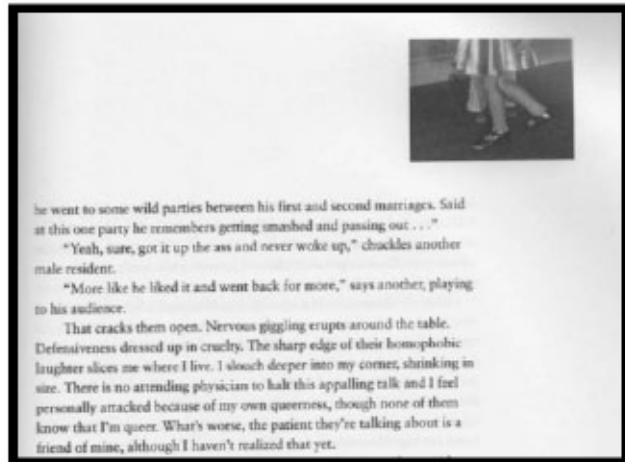 he went to some wild parties between his first and second marriages. Said
at this one party he remembers getting smashed and passing out . . ."
"Yeah, sure, got it up the ass and never woke up," chuckles another
male resident.
"More like he liked it and went back for more," says another, playing
to his audience.
That cracks them open. Nervous giggling erupts around the table.
Defensiveness dressed up in cruelty. The sharp edge of their homophobic
laughter slices me where I live. I slouch deeper into my corner, shrinking in
size. There is no attending physician to halt this appalling talk and I feel
personally attacked because of my own queerness, though none of them
know that I'm queer. What's worse, the patient they're talking about is a
friend of mine, although I haven't realized that yet.